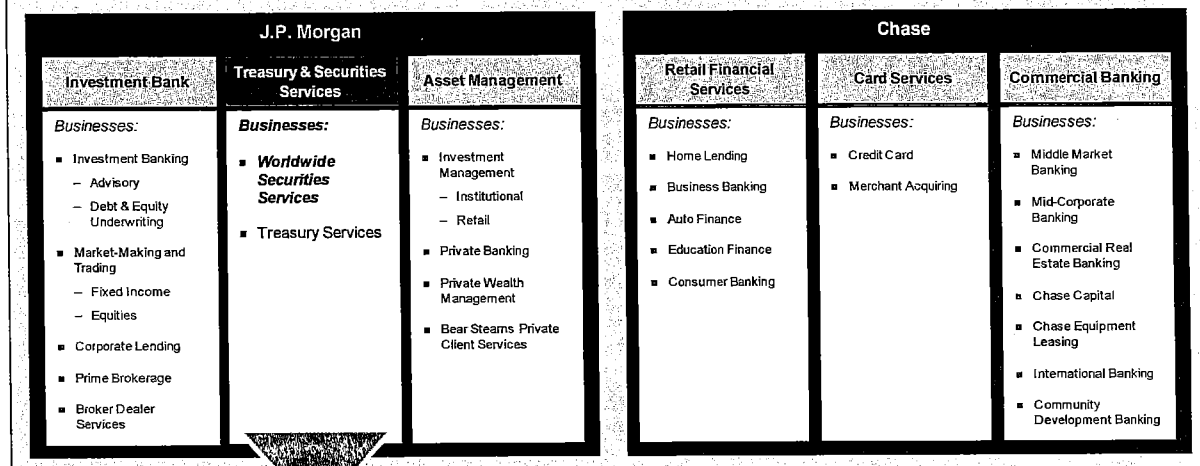 J.P. Morgan
Investment Bank
Businesses:
▪ Investment Banking
– Advisory
– Debt & Equity
Underwriting
▪ Market-Making and
Trading
– Fixed Income
– Equities
▪ Corporate Lending
▪ Prime Brokerage
▪ Broker Dealer
Services
Treasury & Securities
Services
Businesses:
▪ Worldwide
Securities
Services
▪ Treasury Services
Asset Management
Businesses:
▪ Investment
Management
– Institutional
– Retail
▪ Private Banking
▪ Private Wealth
Management
▪ Bear Stearns Private
Client Services
Chase
Retail Financial
Services
Businesses:
▪ Home Lending
▪ Business Banking
▪ Auto Finance
▪ Education Finance
▪ Consumer Banking
Card Services
Businesses:
▪ Credit Card
▪ Merchant Acquiring
Commercial Banking
Businesses:
▪ Middle Market
Banking
▪ Mid-Corporate
Banking
▪ Commercial Real
Estate Banking
▪ Chase Capital
▪ Chase Equipment
Leasing
▪ International Banking
▪ Community
Development Banking